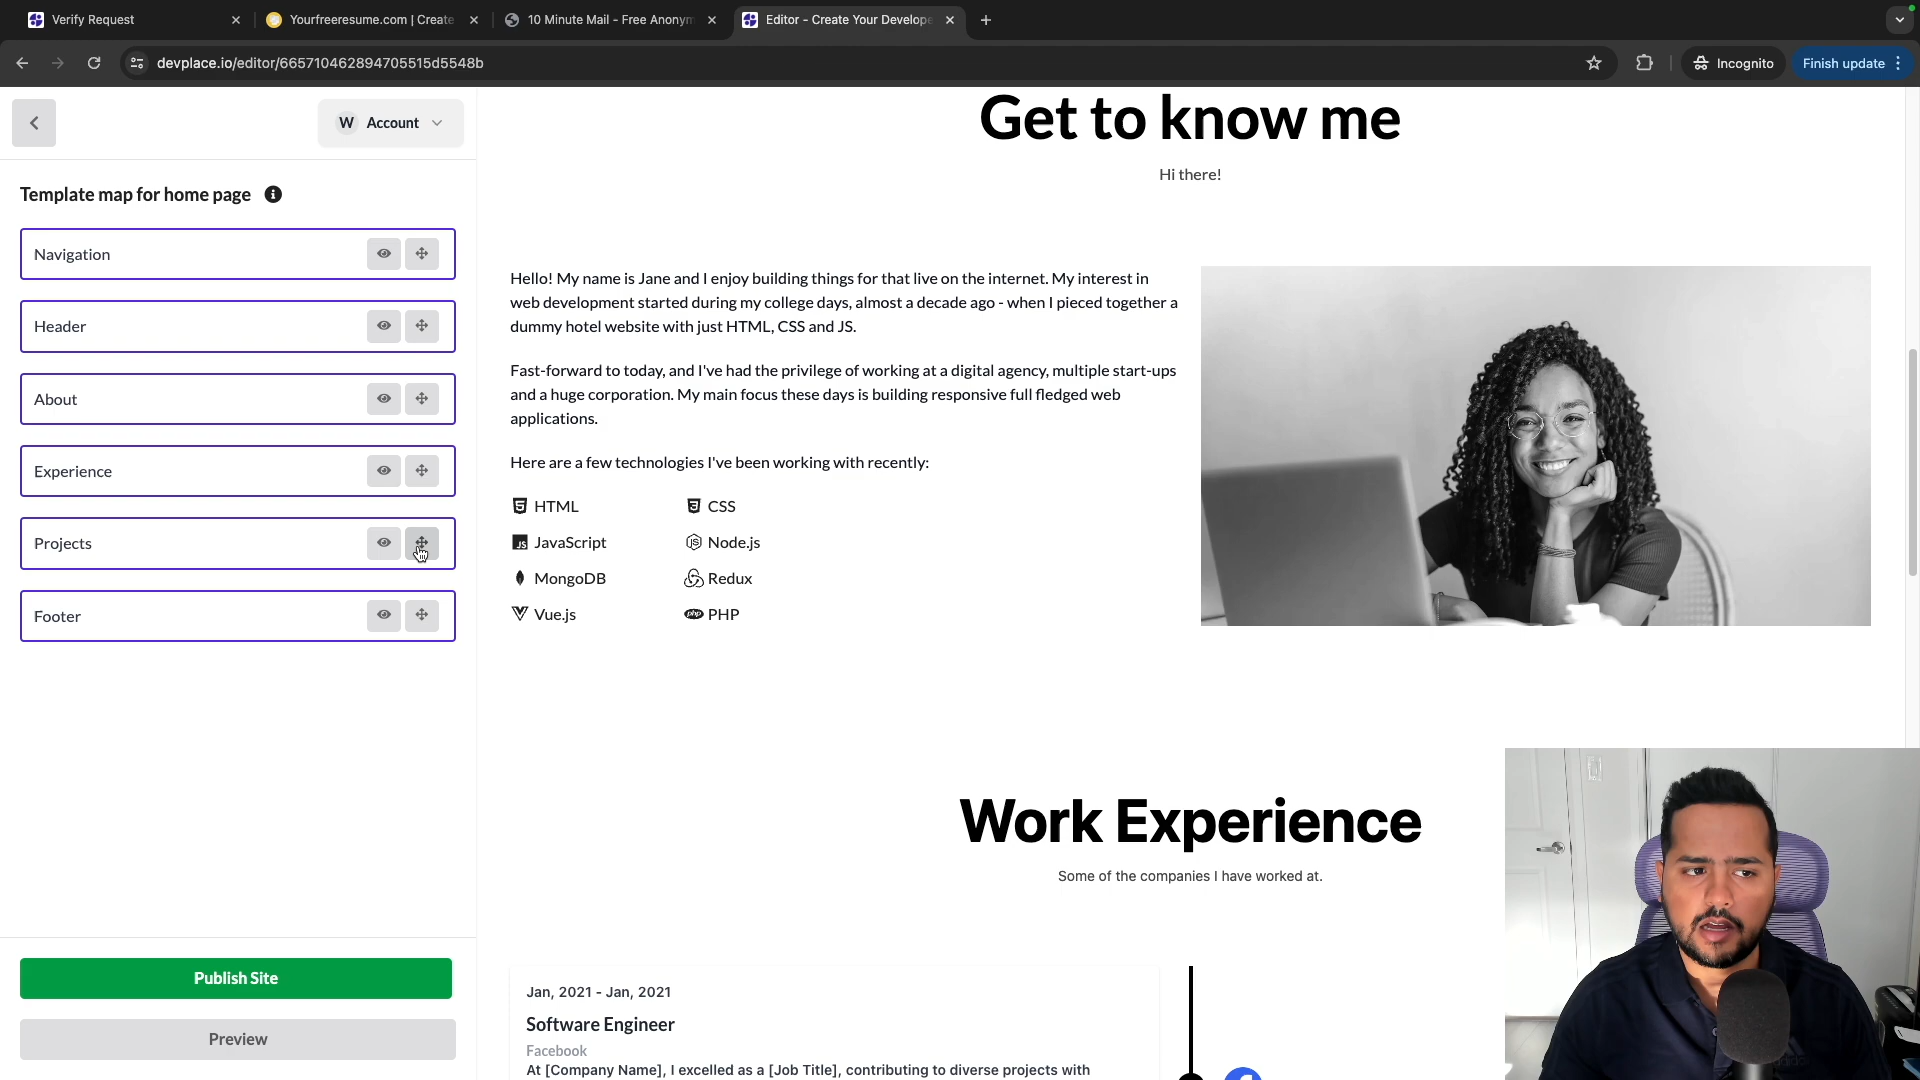 Verify Request
Yourfreeresume.com | Create
10 Minute Mail - Free Anonym
Editor - Create Your Develope
devplace.io/editor/665710462894705515d5548b
Incognito
Finish update
W Account
Template map for home page
Navigation
Header
About
Experience
Projects
Footer
Publish Site
Preview
Get to know me
Hi there!
Hello! My name is Jane and I enjoy building things for that live on the internet. My interest in
web development started during my college days, almost a decade ago - when I pieced together a
dummy hotel website with just HTML, CSS and JS.
Fast-forward to today, and I've had the privilege of working at a digital agency, multiple start-ups
and a huge corporation. My main focus these days is building responsive full fledged web
applications.
Here are a few technologies I've been working with recently:
HTML
CSS
JS JavaScript
Node.js
MongoDB
Redux
Vue.js
php PHP
Work Experience
Some of the companies I have worked at.
Jan, 2021 - Jan, 2021
Software Engineer
Facebook
At [Company Name], I excelled as a [Job Title], contributing to diverse projects with